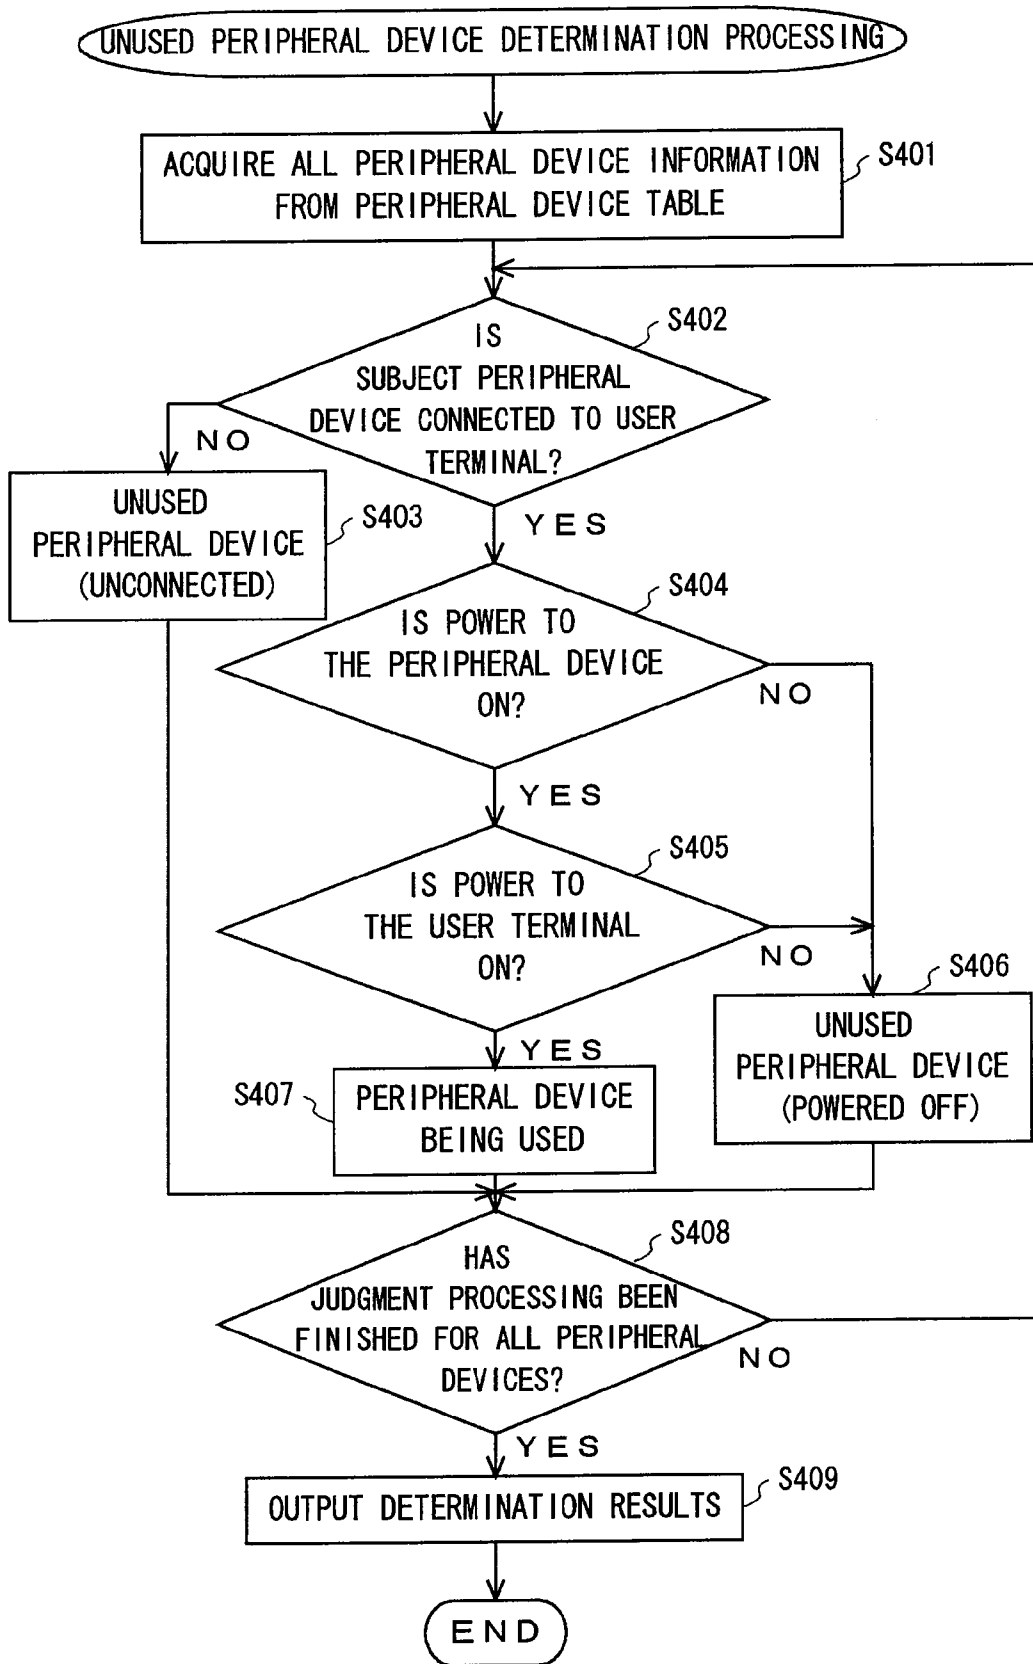 UNUSED PERIPHERAL DEVICE DETERMINATION PROCESSING
ACQUIRE ALL PERIPHERAL DEVICE INFORMATION
FROM PERIPHERAL DEVICE TABLE
S401
IS
SUBJECT PERIPHERAL
DEVICE CONNECTED TO USER
TERMINAL?
S402
NO
YES
UNUSED
PERIPHERAL DEVICE
(UNCONNECTED)
S403
IS POWER TO
THE PERIPHERAL DEVICE
ON?
S404
NO
YES
IS POWER TO
THE USER TERMINAL
ON?
S405
NO
YES
UNUSED
PERIPHERAL DEVICE
(POWERED OFF)
S406
S407
PERIPHERAL DEVICE
BEING USED
HAS
JUDGMENT PROCESSING BEEN
FINISHED FOR ALL PERIPHERAL
DEVICES?
S408
NO
YES
OUTPUT DETERMINATION RESULTS
S409
END